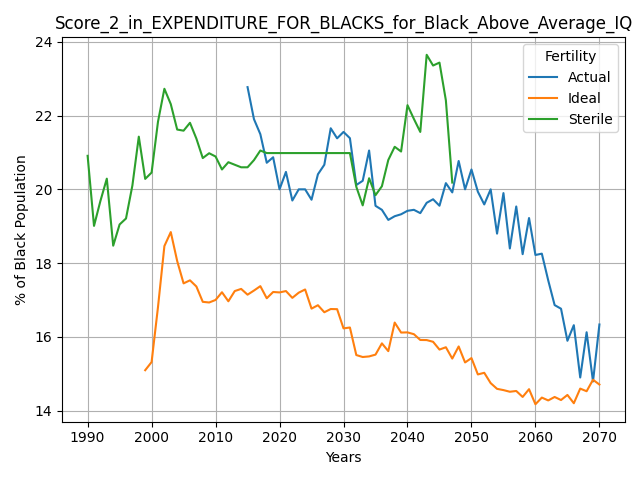 Score_2_in_EXPENDITURE_FOR_BLACKS_for_Black_Above_Average_IQ
24
22
20
18
16
14
% of Black Population
Fertility
Actual
Ideal
Sterile
1990 2000 2010 2020 2030 2040 2050 2060 2070
Years